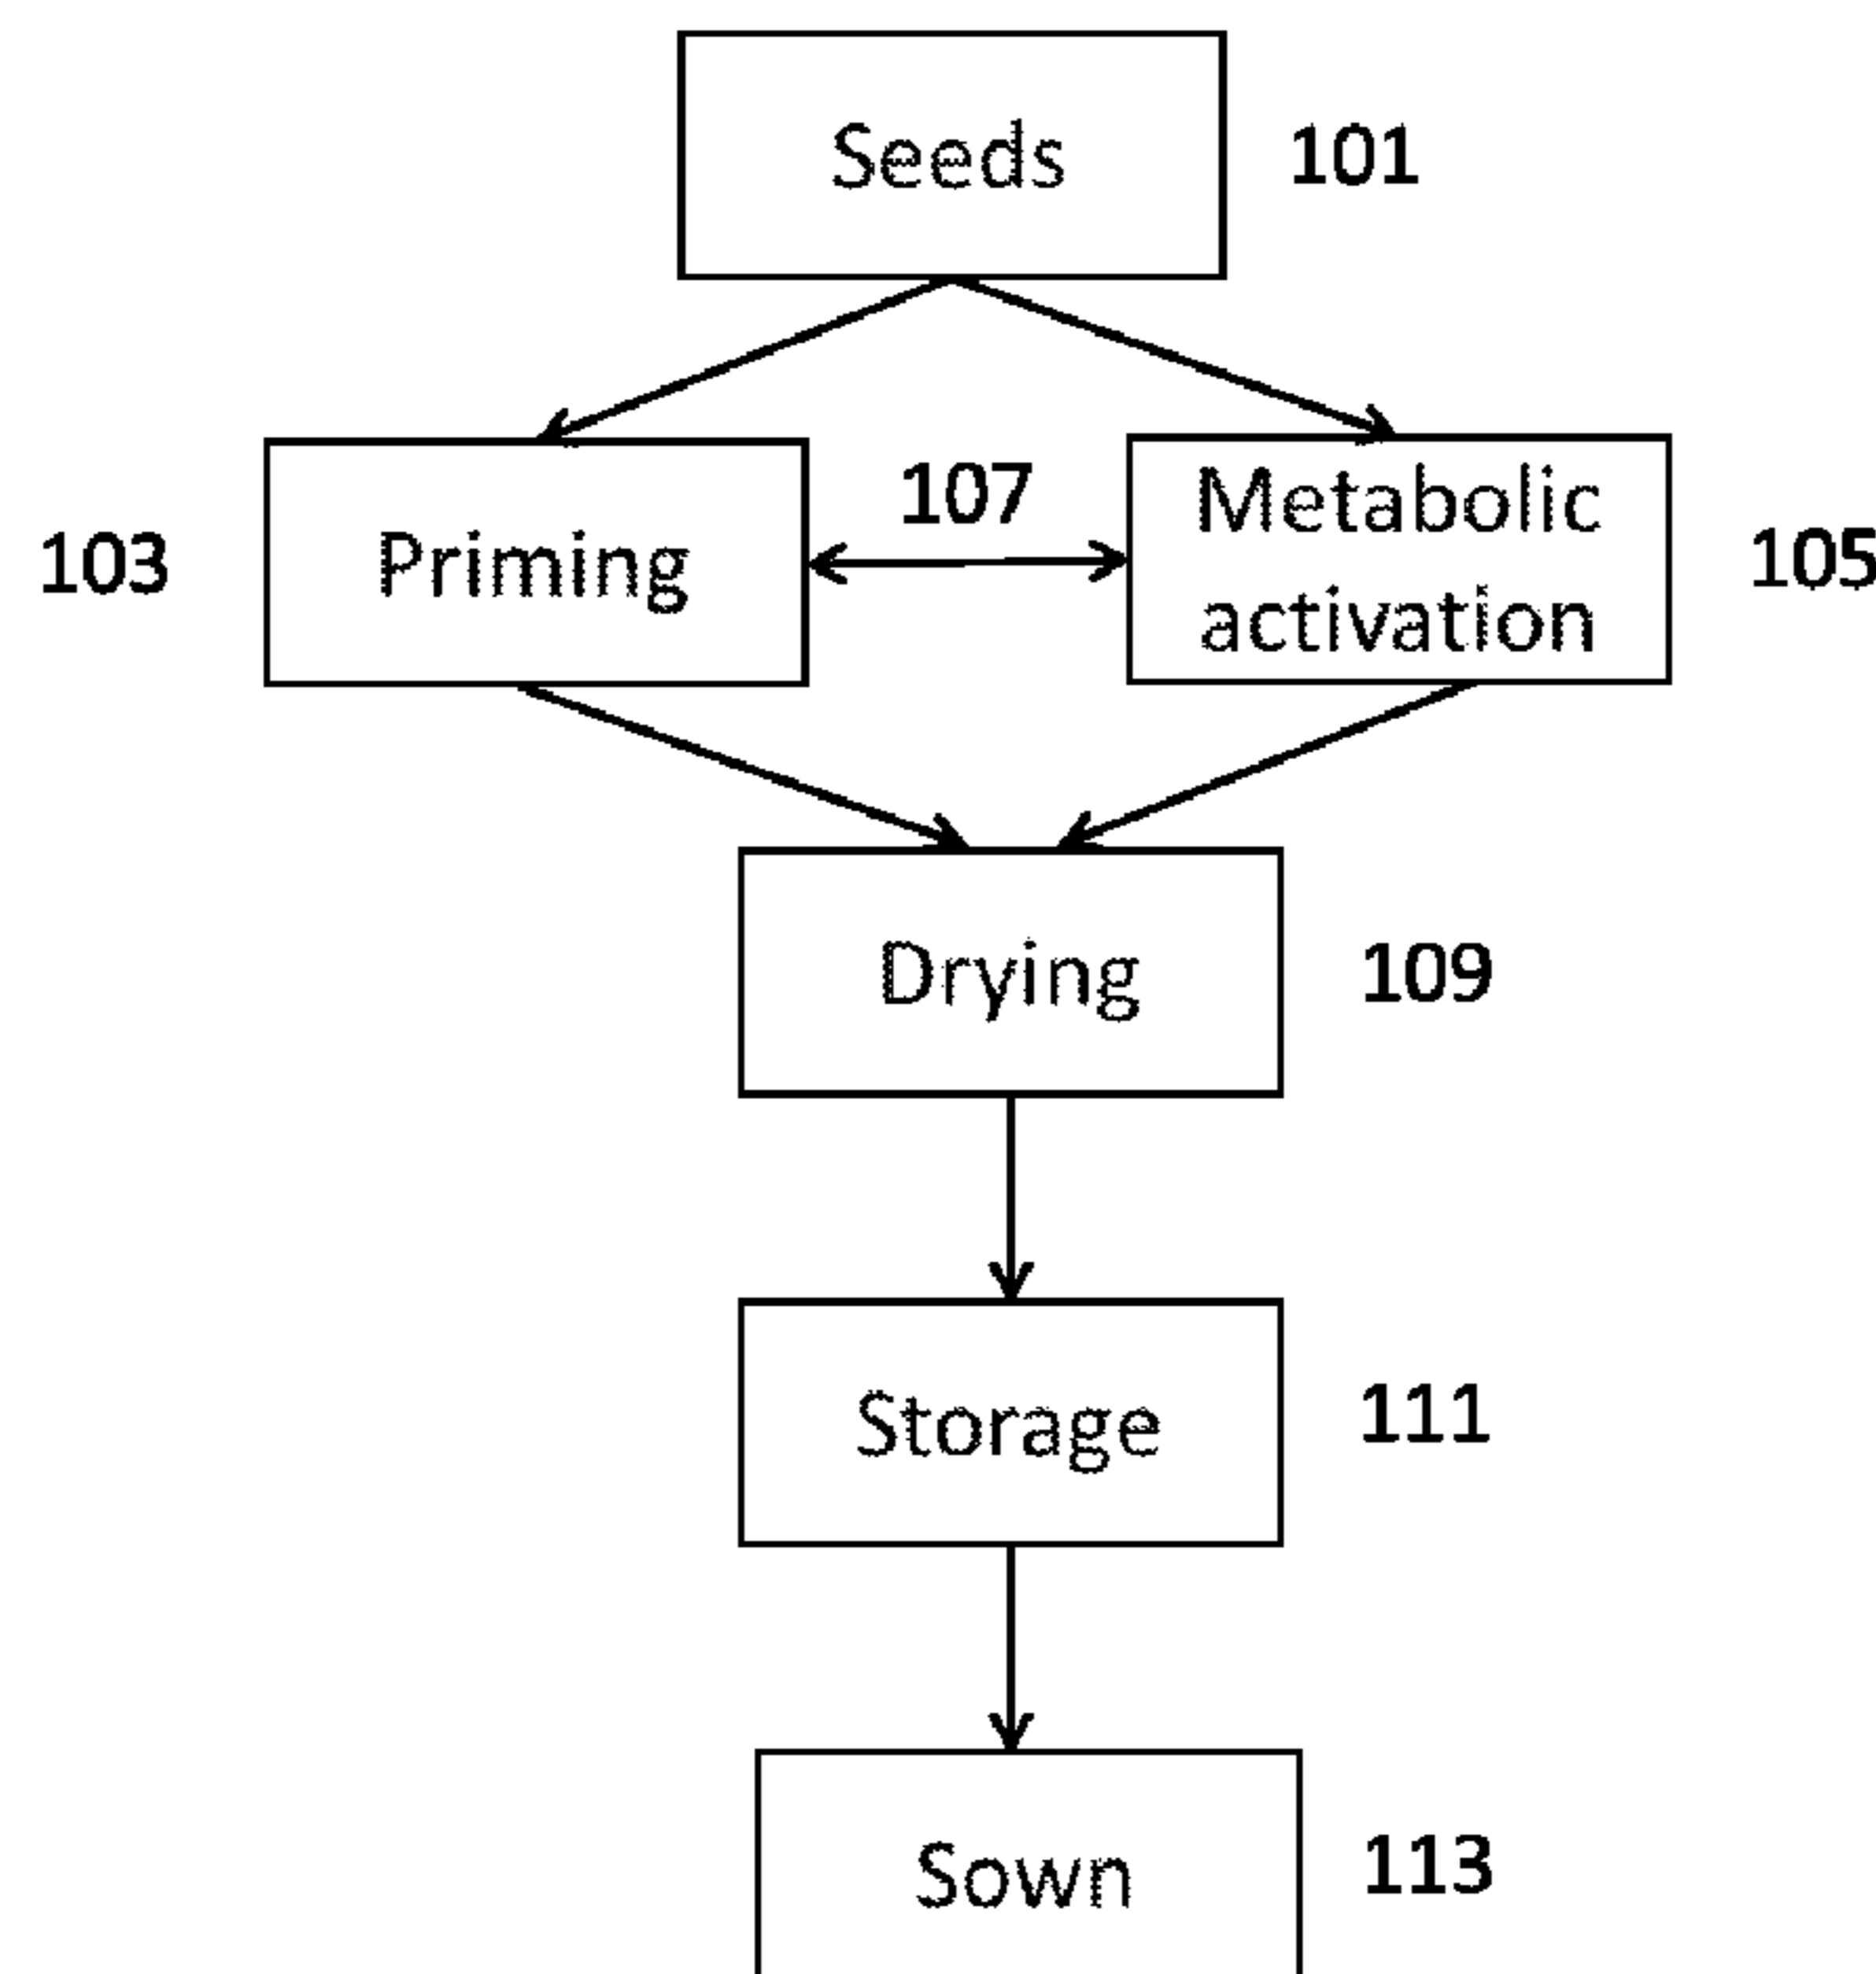 Seeds
101
107
Metabolic
103
Priming
105
activation
Drying
109
Storage
111
Sown
113